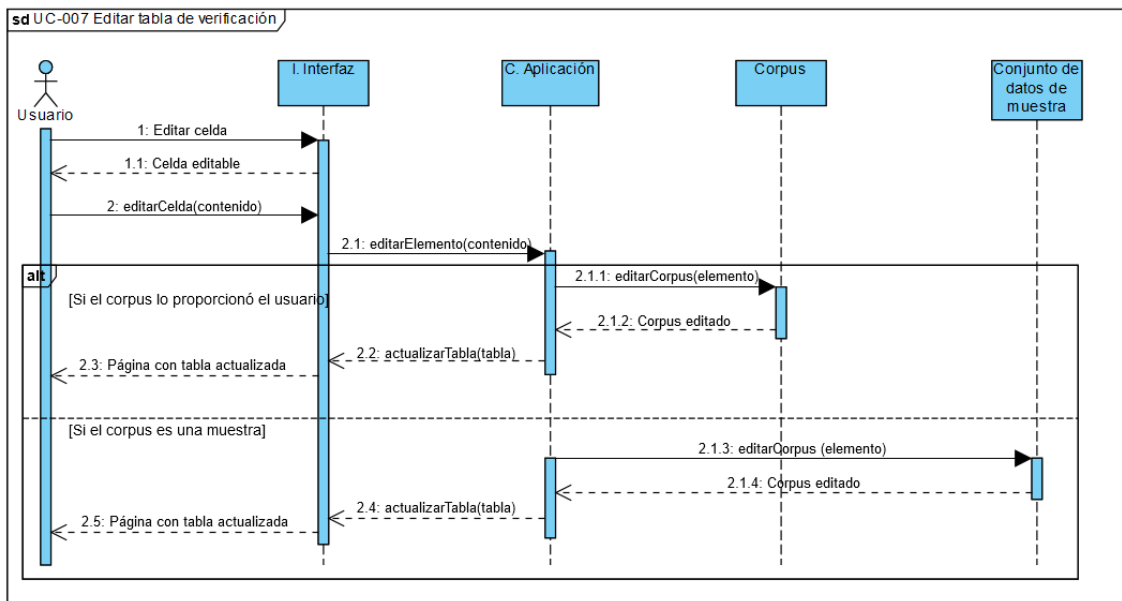 sd UC-007 Editar tabla de verificación
Usuario
I. Interfaz
C. Aplicación
Corpus
Conjunto de
datos de
muestra
1: Editar celda
1.1: Celda editable
2: editarCelda(contenido)
2.1: editarElemento(contenido)
alt
[Si el corpus lo proporcionó el usuario]
2.1.1: editarCorpus(elemento)
2.1.2: Corpus editado
2.2: actualizarTabla(tabla)
2.3: Página con tabla actualizada
[Si el corpus es una muestra]
2.1.3: editarCorpus (elemento)
2.1.4: Corpus editado
2.4: actualizarTabla(tabla)
2.5: Página con tabla actualizada